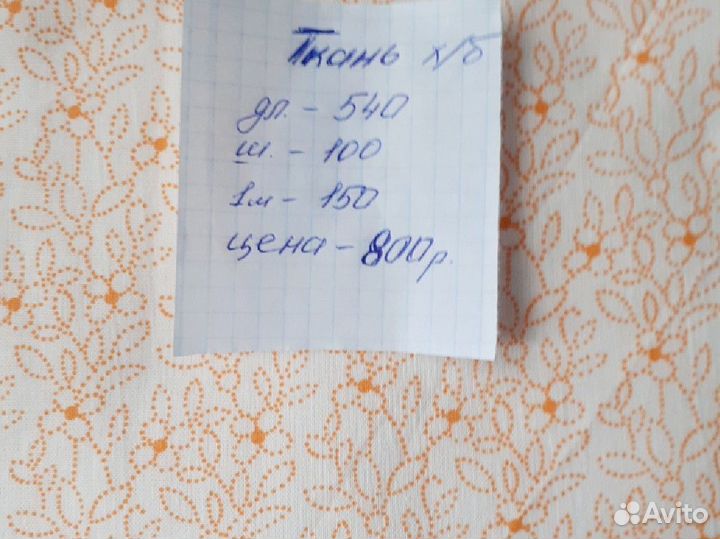 Ткань х/б
дл. - 540
ш. - 100
1м - 150
цена - 800р.
Avito